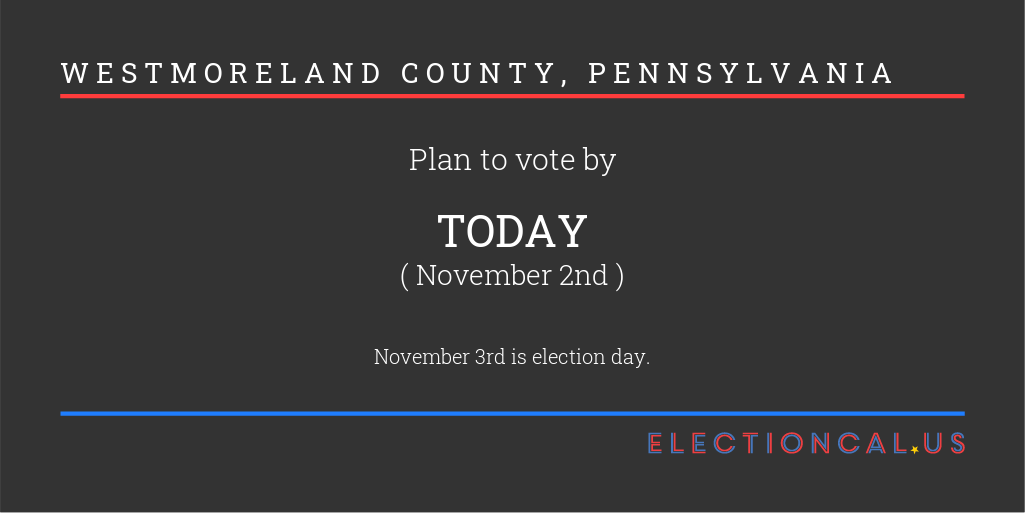 WESTMORELAND COUNTY, PENNSYLVANIA
Plan to vote by
TODAY
( November 2nd )
November 3rd is election day.
ELECTIONCAL.US